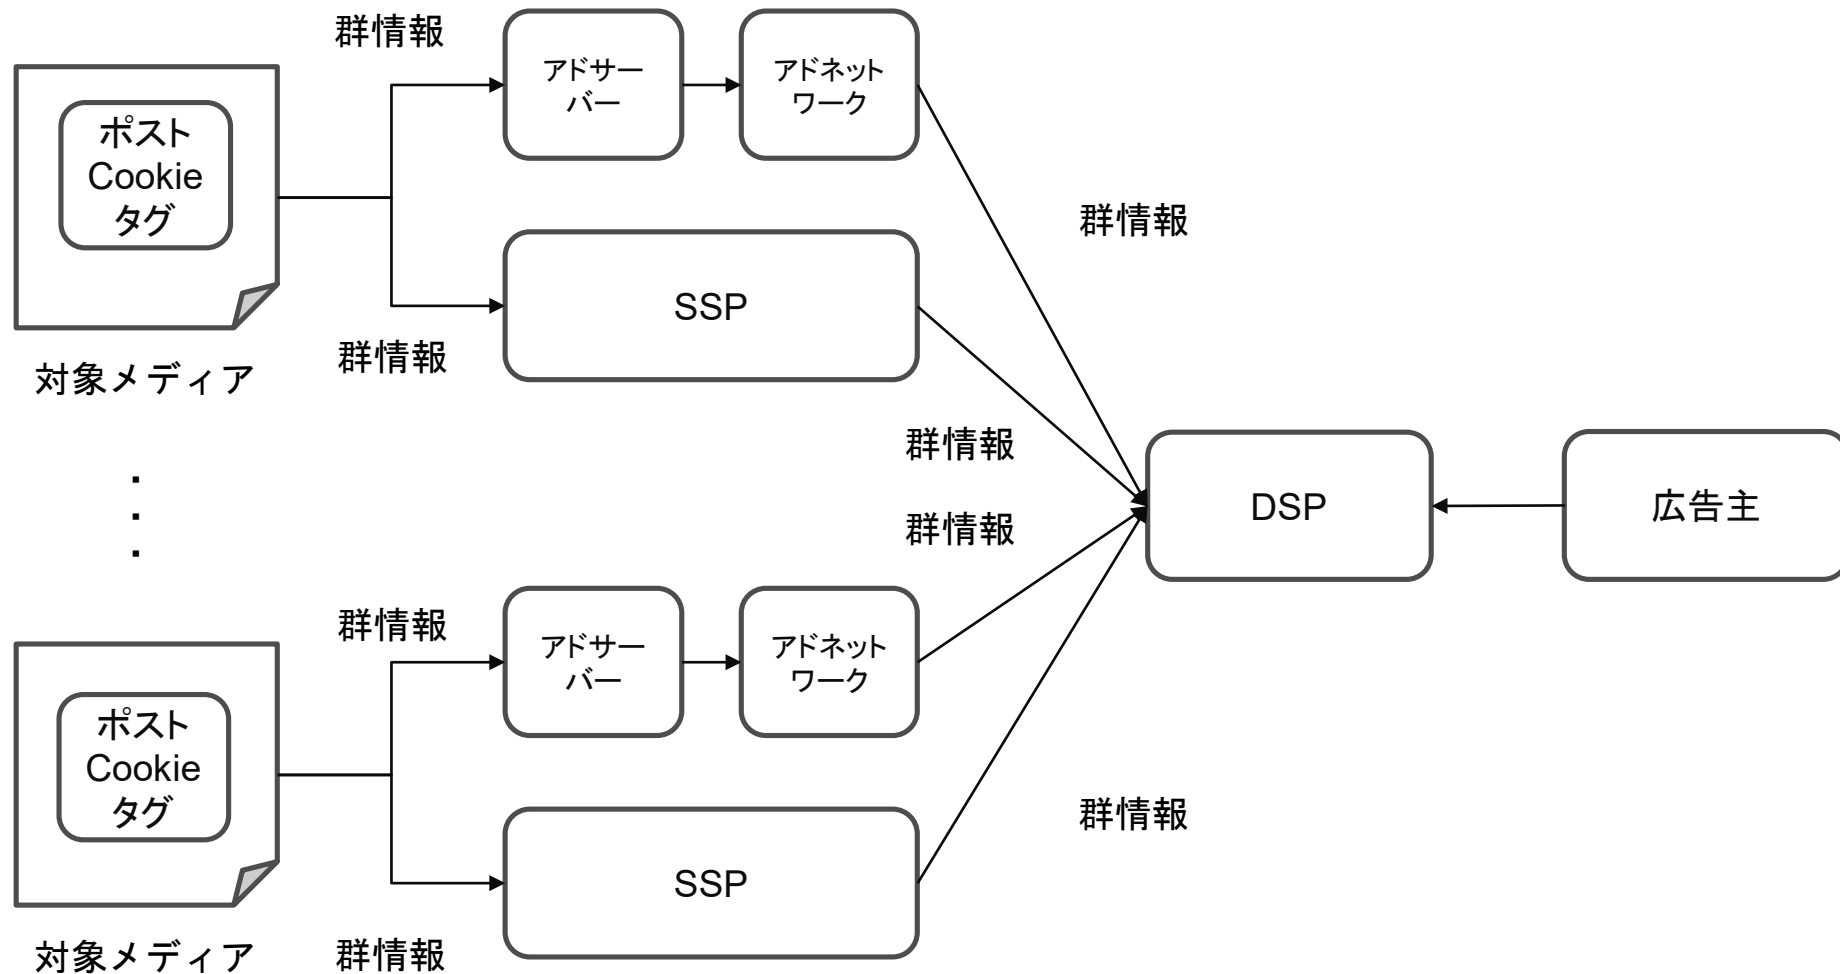 群情報
アドサー
バー
アドネット
ワーク
ポスト
Cookie
タグ
群情報
SSP
群情報
対象メディア
群情報
・
・
・
群情報
DSP
広告主
群情報
アドサー
バー
アドネット
ワーク
ポスト
Cookie
タグ
群情報
SSP
対象メディア
群情報